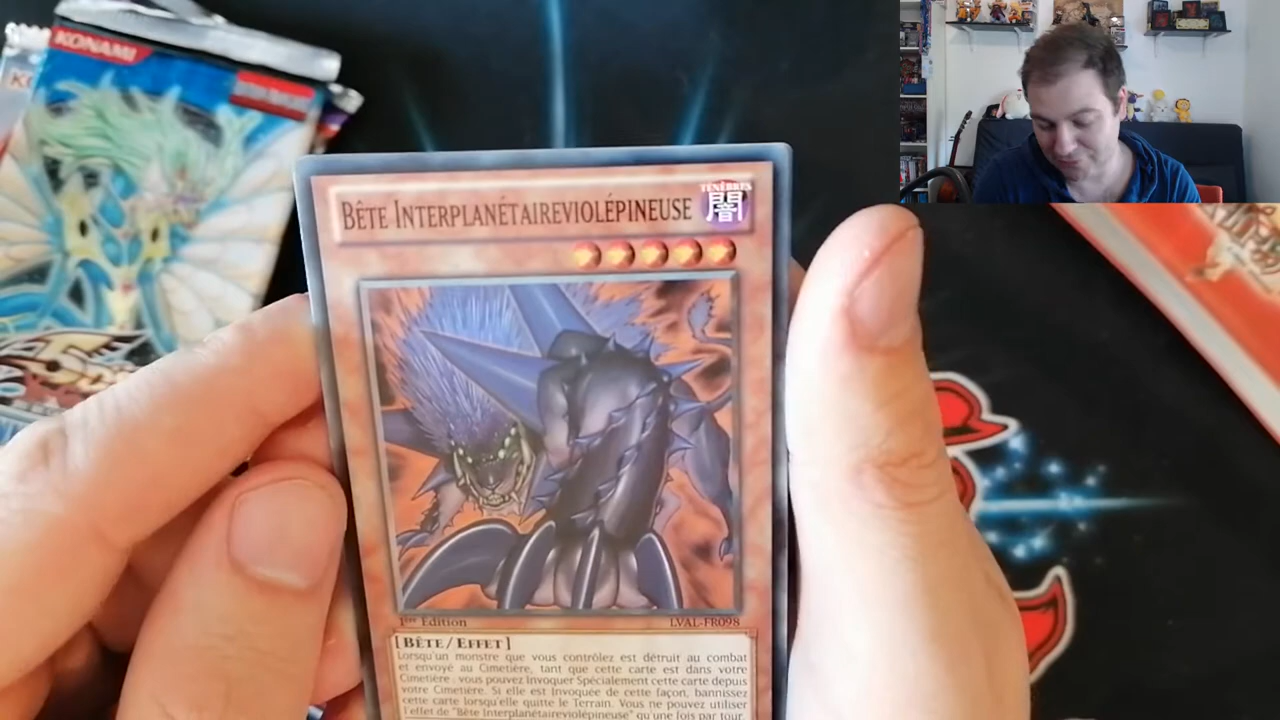 KONAMI
BÊTE INTERPLANÉTAIREVIOLÉPINEUSE
TÉNÈBRES
闇
1ère Edition
LVAL-FR098
[BÊTE/EFFET]
Lorsqu'un monstre que vous contrôlez est détruit au combat
et envoyé au Cimetière, tant que cette carte est dans votre
Cimetière : vous pouvez Invoquer Spécialement cette carte depuis
votre Cimetière. Si elle est Invoquée de cette façon, bannissez
cette carte lorsqu'elle quitte le Terrain. Vous ne pouvez utiliser
l'effet de "Bête Interplanétaireviolépineuse" qu'une fois par tour.